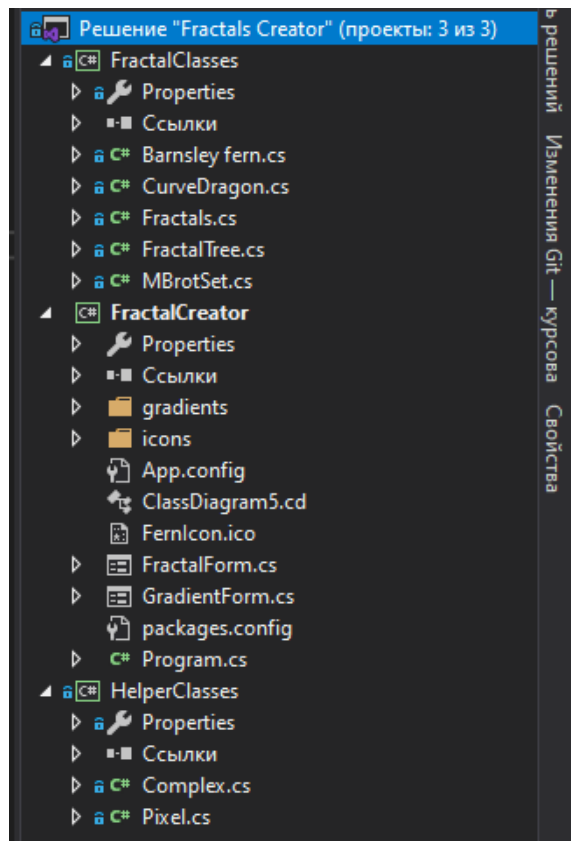 Решение "Fractals Creator" (проекты: 3 из 3)
C# FractalClasses
Properties
Ссылки
C# Barnsley fern.cs
C# CurveDragon.cs
C# Fractals.cs
C# FractalTree.cs
C# MBrotSet.cs
C# FractalCreator
Properties
Ссылки
gradients
icons
App.config
ClassDiagram5.cd
FernIcon.ico
FractalForm.cs
GradientForm.cs
packages.config
C# Program.cs
C# HelperClasses
Properties
Ссылки
C# Complex.cs
C# Pixel.cs
ь решений
Изменения Git — курсова
Свойства